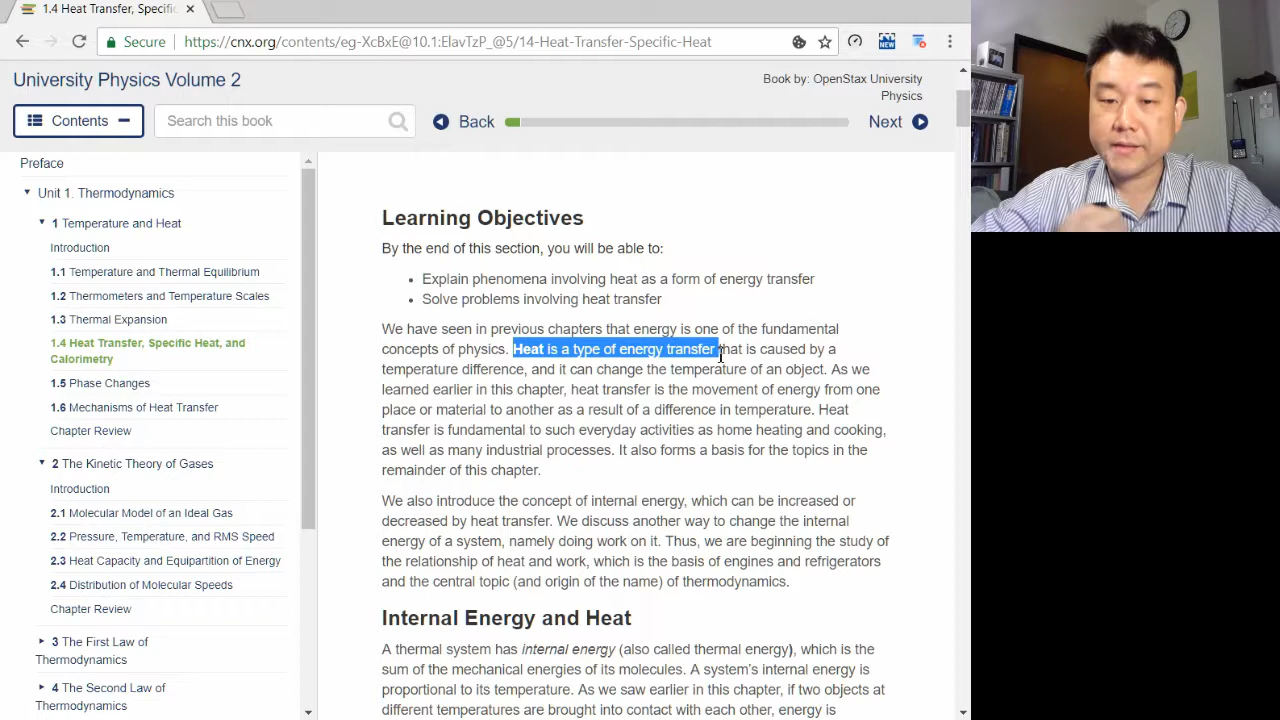 1.4 Heat Transfer, Specific
Secure https://cnx.org/contents/eg-XcBxE@10.1:ElavTzP_@5/14-Heat-Transfer-Specific-Heat
NEW
University Physics Volume 2
Book by: OpenStax University
Physics
Contents
Search this book
Back
Next
Preface
Unit 1. Thermodynamics
1 Temperature and Heat
Introduction
1.1 Temperature and Thermal Equilibrium
1.2 Thermometers and Temperature Scales
1.3 Thermal Expansion
1.4 Heat Transfer, Specific Heat, and
Calorimetry
1.5 Phase Changes
1.6 Mechanisms of Heat Transfer
Chapter Review
2 The Kinetic Theory of Gases
Introduction
2.1 Molecular Model of an Ideal Gas
2.2 Pressure, Temperature, and RMS Speed
2.3 Heat Capacity and Equipartition of Energy
2.4 Distribution of Molecular Speeds
Chapter Review
3 The First Law of
Thermodynamics
4 The Second Law of
Thermodynamics
Learning Objectives
By the end of this section, you will be able to:
• Explain phenomena involving heat as a form of energy transfer
• Solve problems involving heat transfer
We have seen in previous chapters that energy is one of the fundamental
concepts of physics. Heat is a type of energy transfer that is caused by a
temperature difference, and it can change the temperature of an object. As we
learned earlier in this chapter, heat transfer is the movement of energy from one
place or material to another as a result of a difference in temperature. Heat
transfer is fundamental to such everyday activities as home heating and cooking,
as well as many industrial processes. It also forms a basis for the topics in the
remainder of this chapter.
We also introduce the concept of internal energy, which can be increased or
decreased by heat transfer. We discuss another way to change the internal
energy of a system, namely doing work on it. Thus, we are beginning the study of
the relationship of heat and work, which is the basis of engines and refrigerators
and the central topic (and origin of the name) of thermodynamics.
Internal Energy and Heat
A thermal system has internal energy (also called thermal energy), which is the
sum of the mechanical energies of its molecules. A system's internal energy is
proportional to its temperature. As we saw earlier in this chapter, if two objects at
different temperatures are brought into contact with each other, energy is